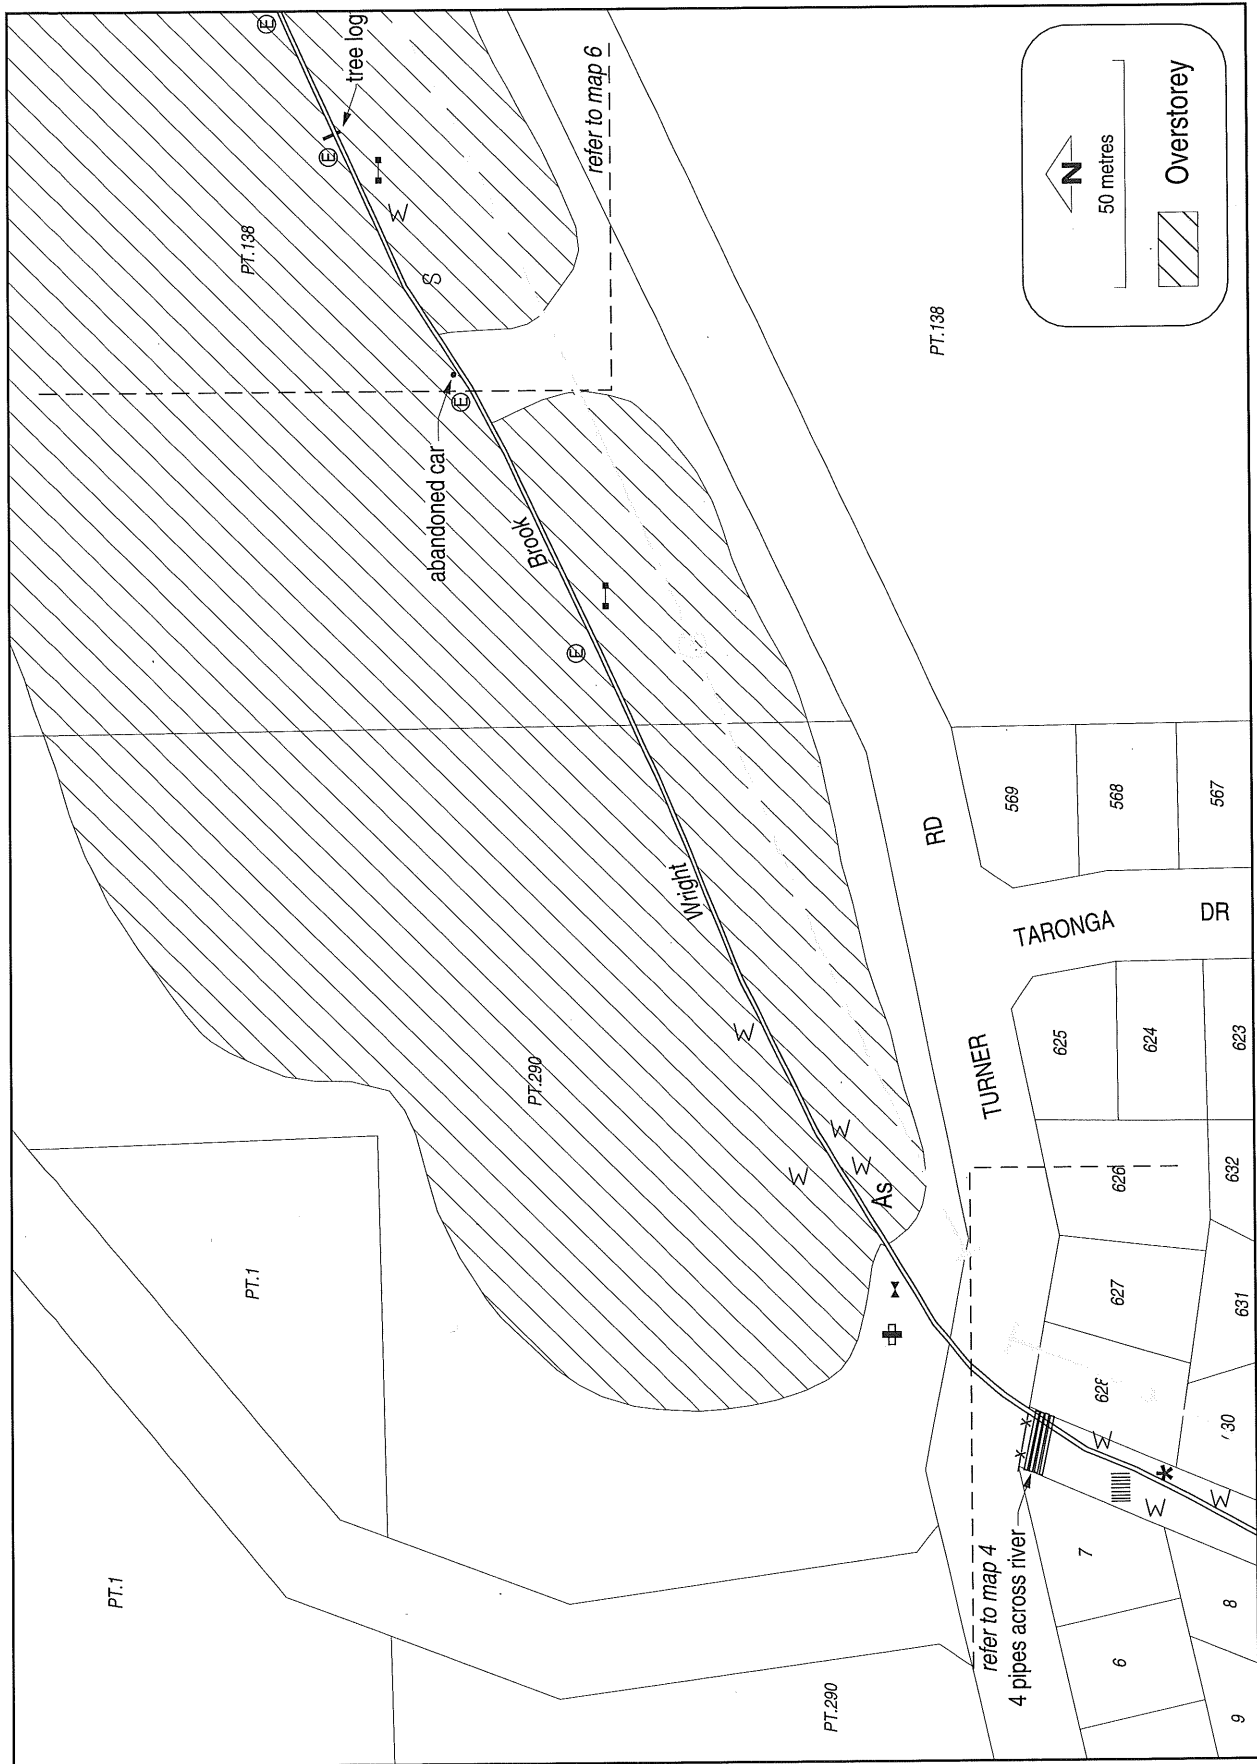 E
tree log
E
PT.138
refer to map 6
W
S
abandoned car
E
Brook
E
PT.138
N
50 metres
Overstorey
Wright
RD
569
568
567
TARONGA
DR
TURNER
PT.290
W
W
W
W
As
625
624
623
626
632
627
631
628
30
PT.1
PT.1
PT.290
refer to map 4
4 pipes across river
W
W
W
7
8
6
9